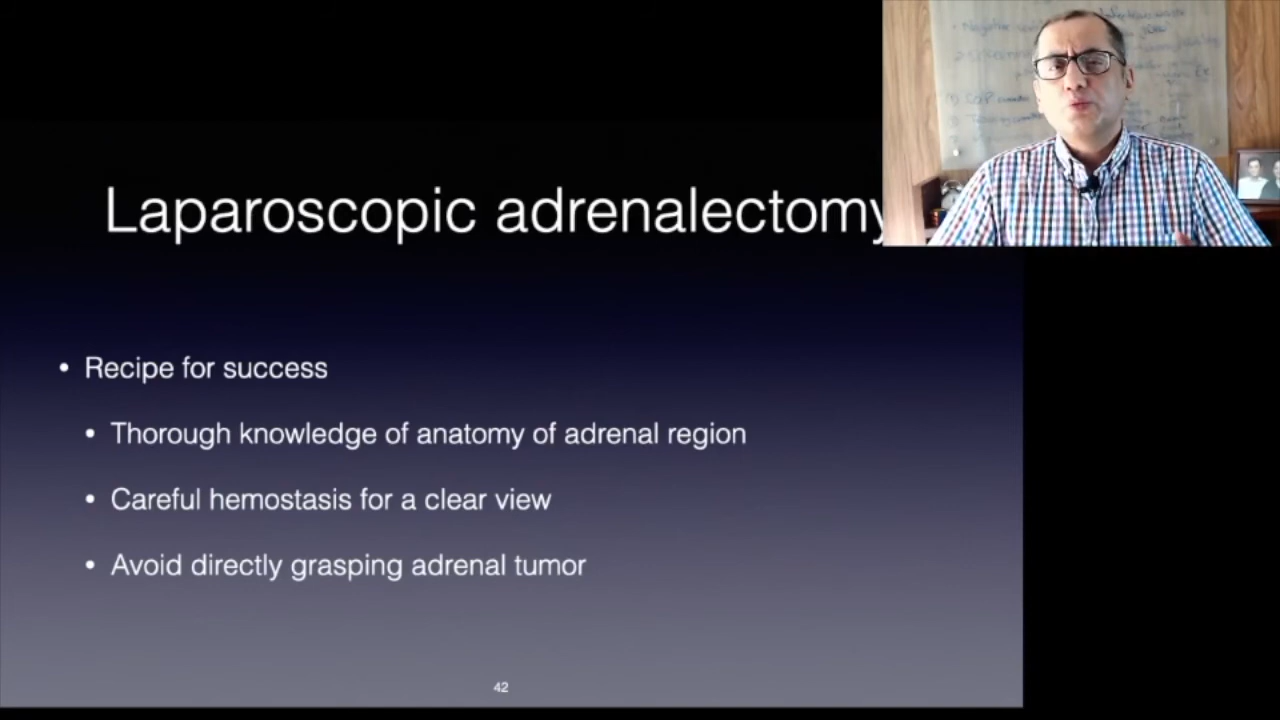 Laparoscopic adrenalectomy
• Recipe for success
• Thorough knowledge of anatomy of adrenal region
• Careful hemostasis for a clear view
• Avoid directly grasping adrenal tumor
42